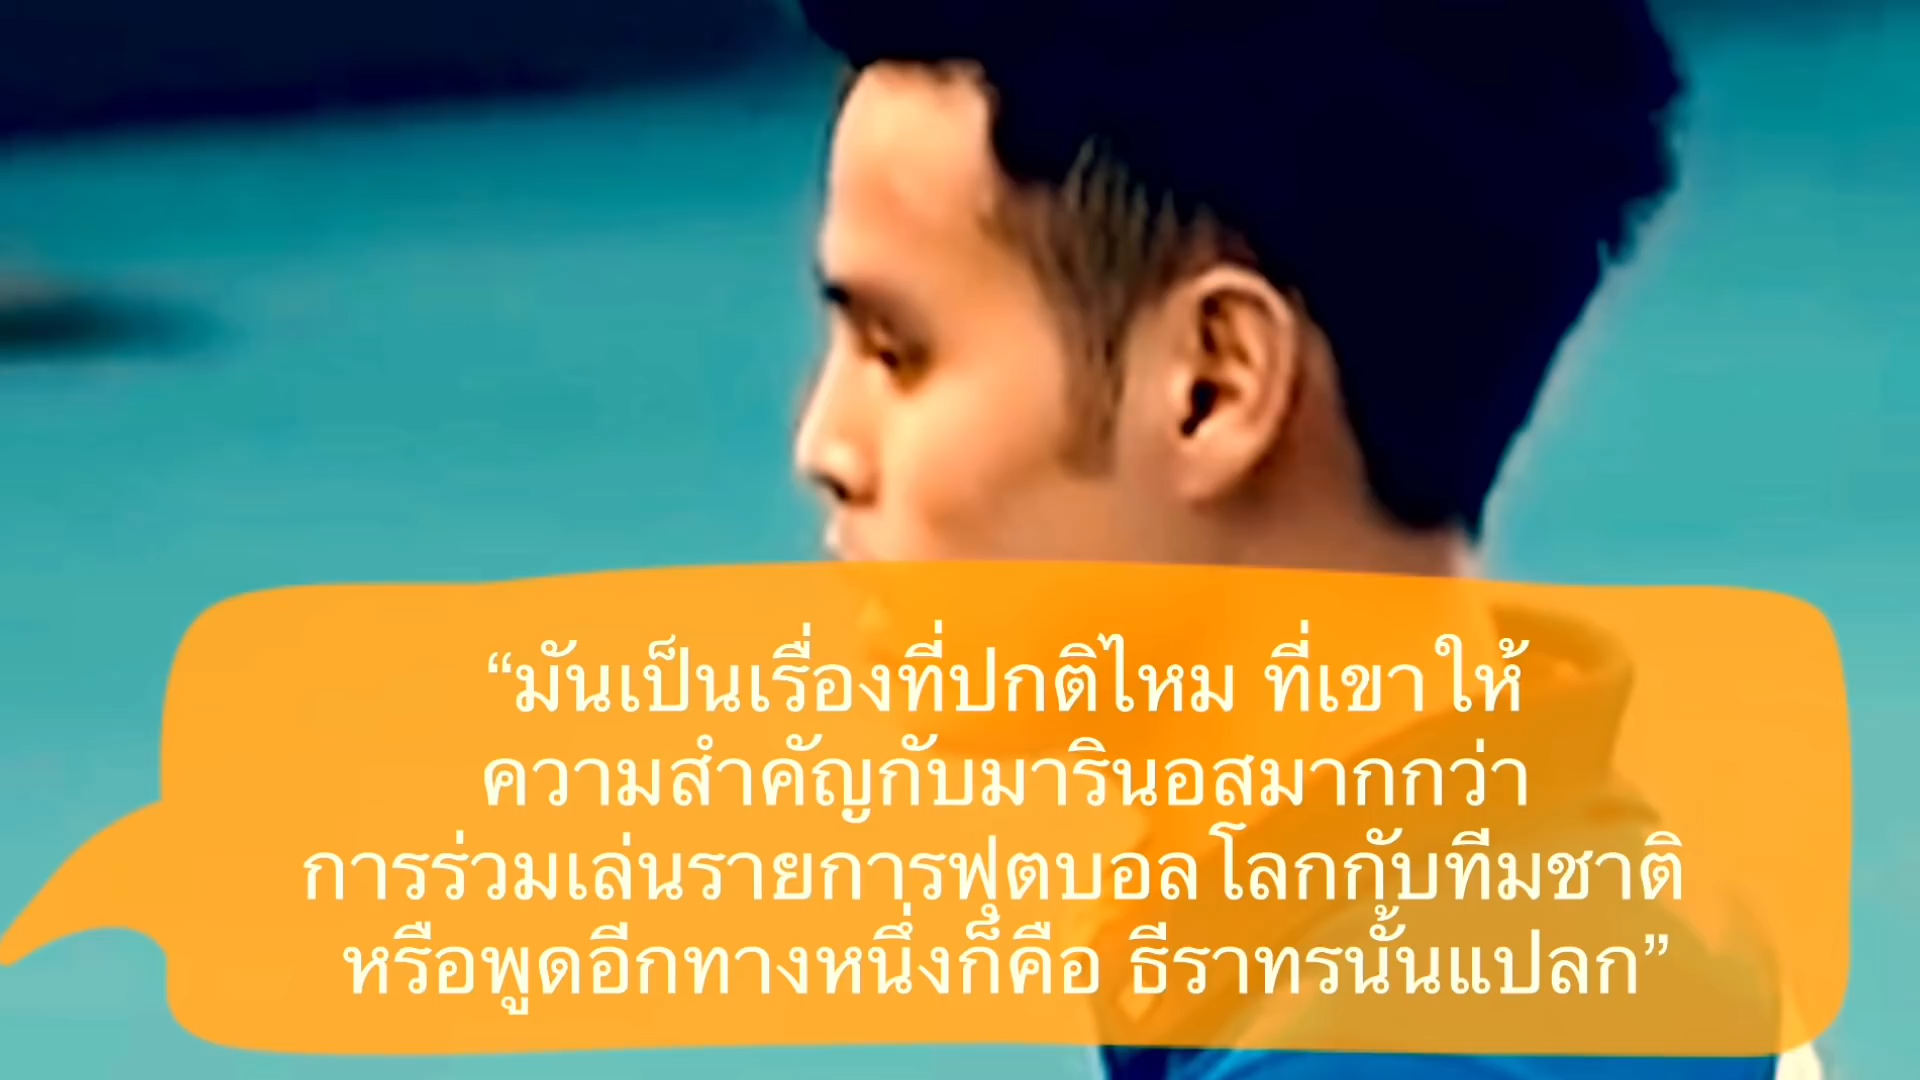 “มันเป็นเรื่องที่ปกติไหม ที่เขาให้
ความสำคัญกับมารินอสมากกว่า
การร่วมเล่นรายการฟุตบอลโลกกับทีมชาติ
หรือพูดอีกทางหนึ่งก็คือ ธีราทรนั้นแปลก”